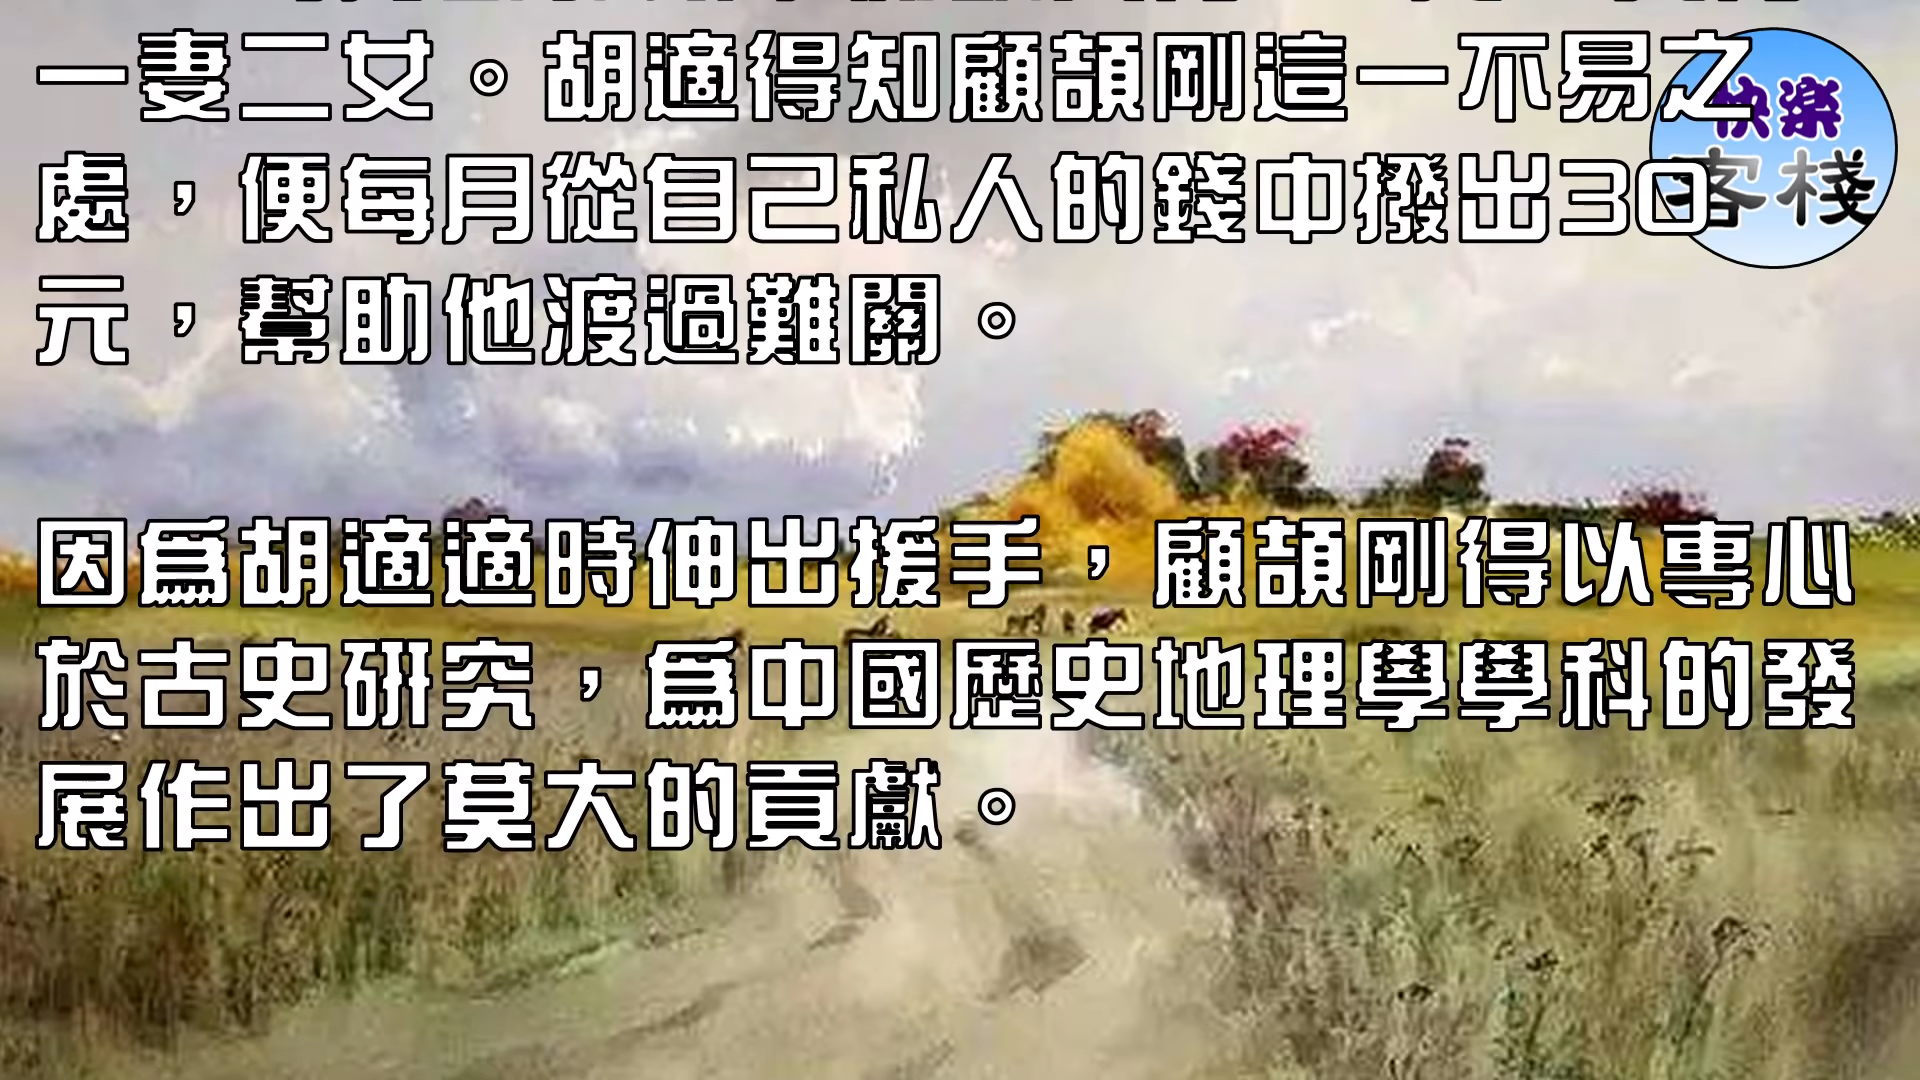 一妻二女。胡適得知顧頡剛這一不易之
處，便每月從自己私人的錢中撥出30
元，幫助他渡過難關。
因為胡適適時伸出援手，顧頡剛得以專心
於古史研究，為中國歷史地理學學科的發
展作出了莫大的貢獻。
快樂
客棧